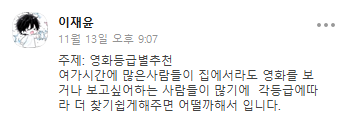 이재윤
11월 13일 오후 9:07
주제: 영화등급별추천
여가시간에 많은사람들이 집에서라도 영화를 보
거나 보고싶어하는 사람들이 많기에  각등급에따
라 더 찾기쉽게해주면 어떨까해서 입니다.